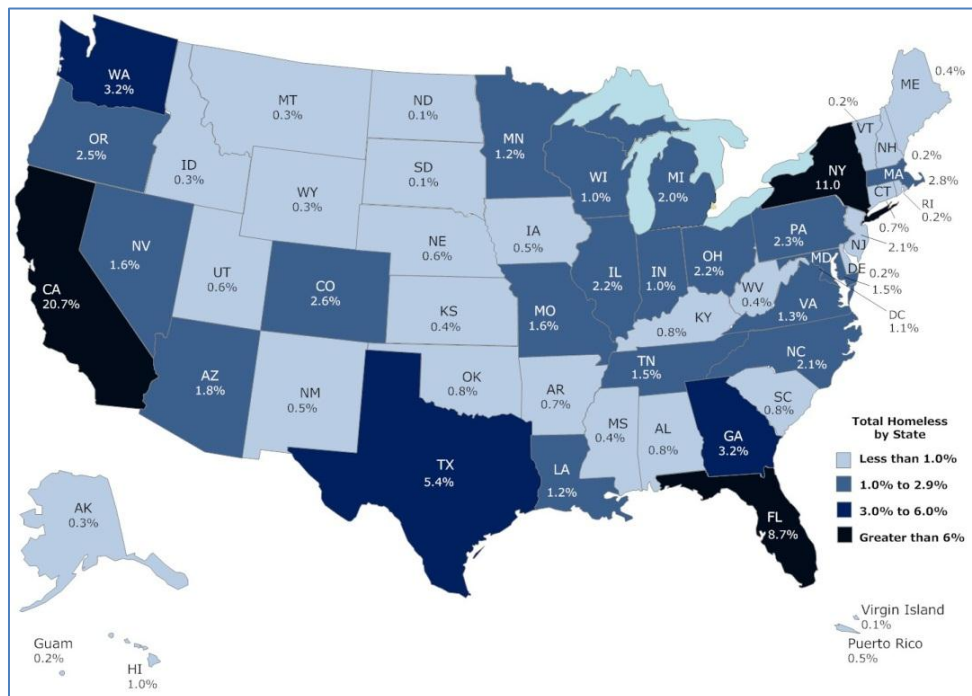 WA
3.2%
OR
2.5%
CA
20.7%
NV
1.6%
ID
0.3%
MT
0.3%
WY
0.3%
UT
0.6%
AZ
1.8%
CO
2.6%
NM
0.5%
ND
0.1%
SD
0.1%
NE
0.6%
KS
0.4%
OK
0.8%
TX
5.4%
MN
1.2%
IA
0.5%
MO
1.6%
AR
0.7%
LA
1.2%
WI
1.0%
IL
2.2%
MI
2.0%
IN
1.0%
OH
2.2%
KY
0.8%
TN
1.5%
MS
0.4%
AL
0.8%
GA
3.2%
FL
8.7%
SC
0.8%
NC
2.1%
VA
1.3%
WV
0.4%
PA
2.3%
NY
11.0
VT
0.2%
NH
0.2%
ME
0.4%
MA
2.8%
RI
0.2%
CT
0.7%
NJ
2.1%
DE
0.2%
MD
1.5%
DC
1.1%
AK
0.3%
Guam
0.2%
HI
1.0%
Virgin Island
0.1%
Puerto Rico
0.5%
Total Homeless
by State
Less than 1.0%
1.0% to 2.9%
3.0% to 6.0%
Greater than 6%